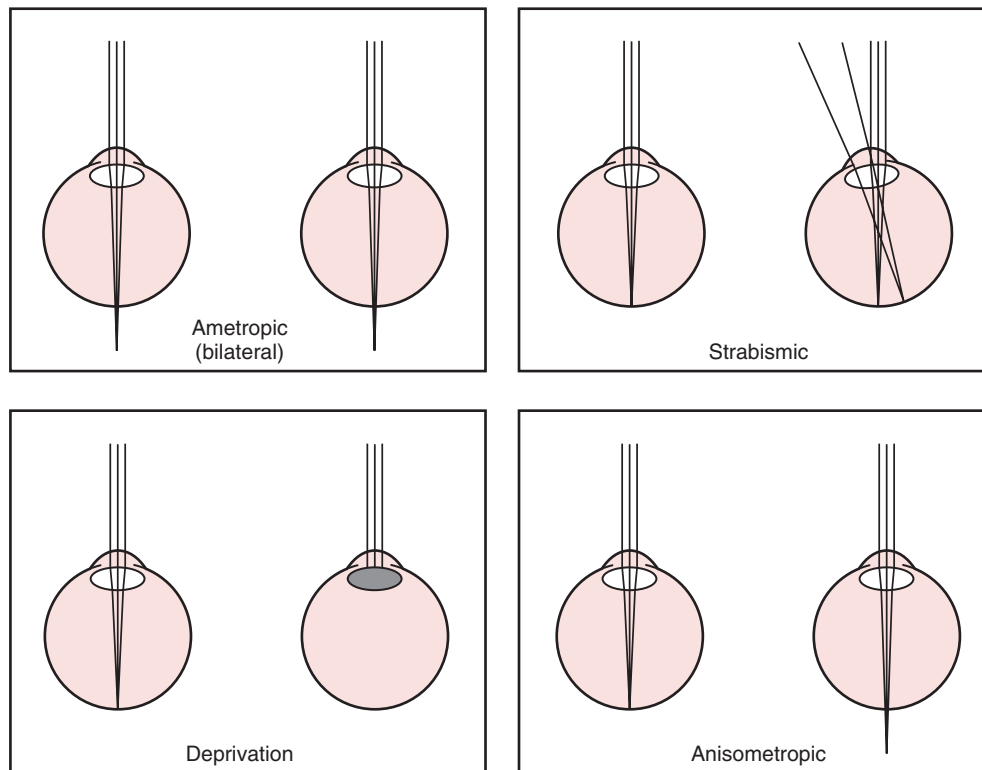 Ametropic
(bilateral)
Strabismic
Deprivation
Anisometropic